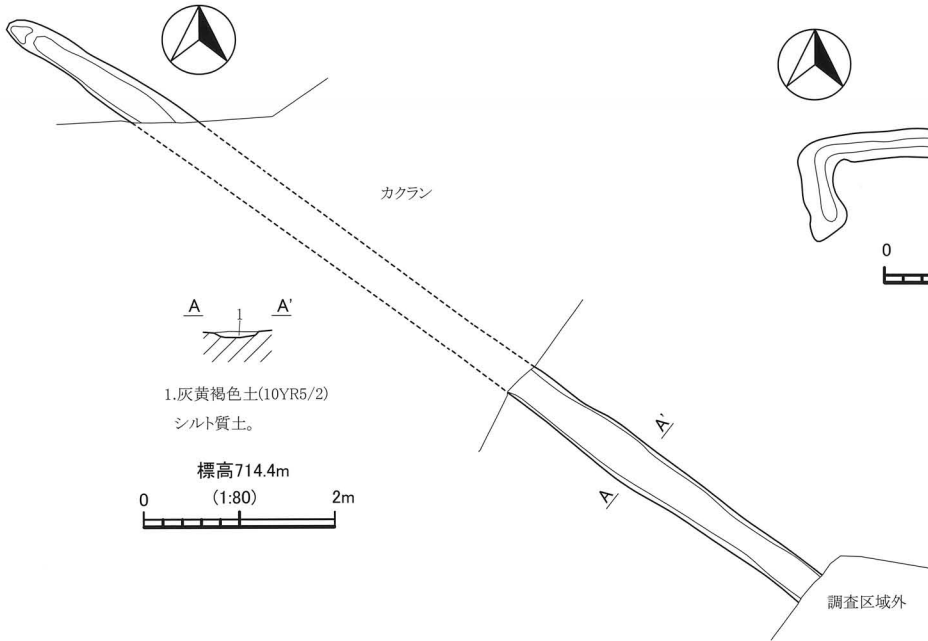 カクラン
0
A 1 A'
1.灰黄褐色土(10YR5/2)
シルト質土。
標高714.4m
0 (1:80) 2m
A'
A
調査区域外